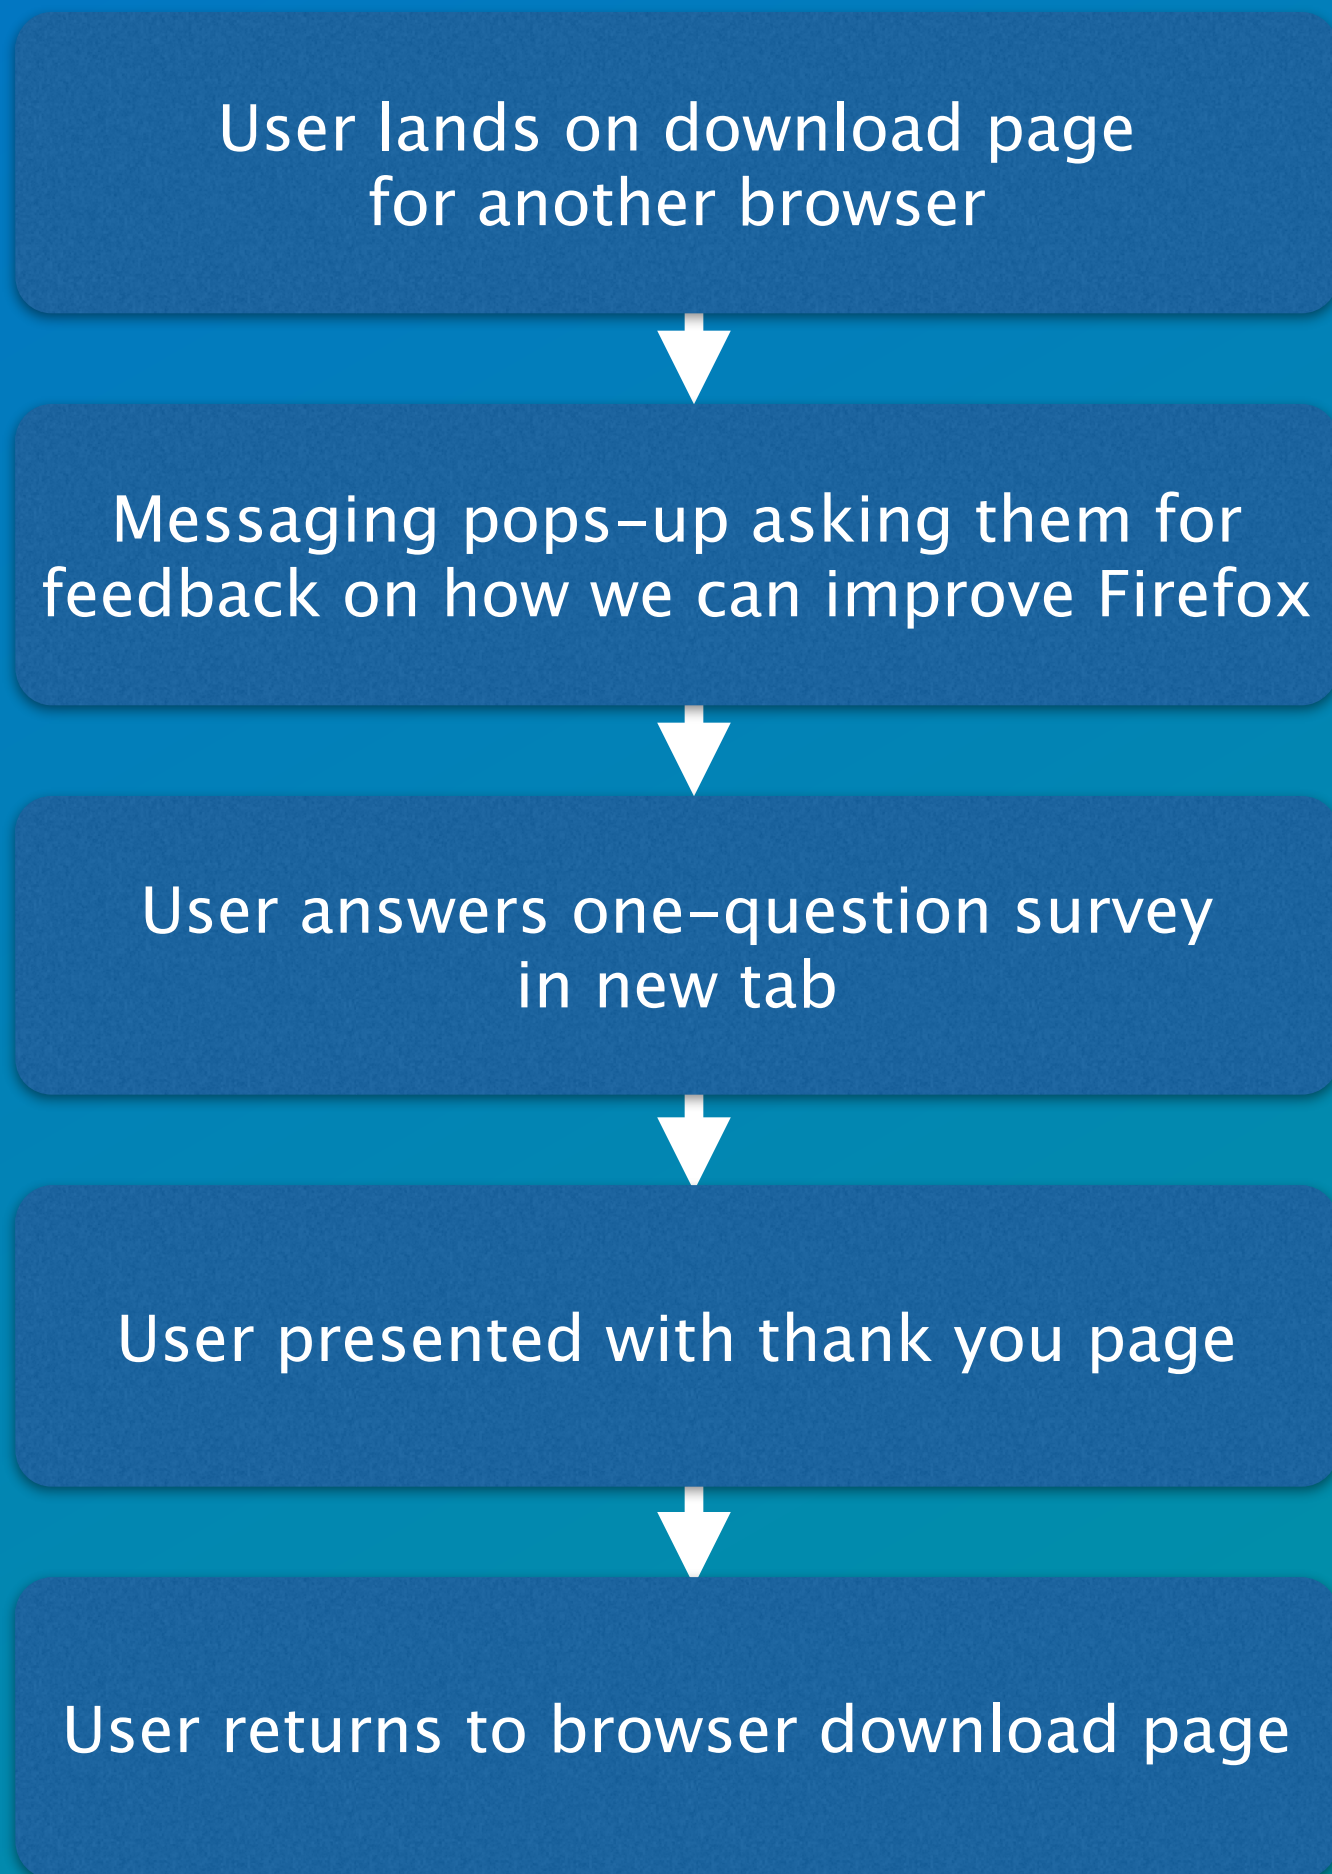 User lands on download page
for another browser
Messaging pops-up asking them for
feedback on how we can improve Firefox
User answers one-question survey
in new tab
User presented with thank you page
User returns to browser download page